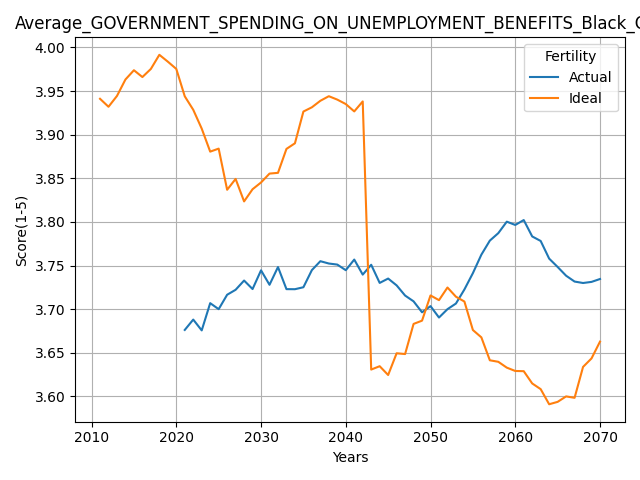 Average_GOVERNMENT_SPENDING_ON_UNEMPLOYMENT_BENEFITS_Black_
Fertility
Actual
Ideal
4.00
3.95
3.90
3.85
3.80
3.75
3.70
3.65
3.60
Score(1-5)
2010 2020 2030 2040 2050 2060 2070
Years